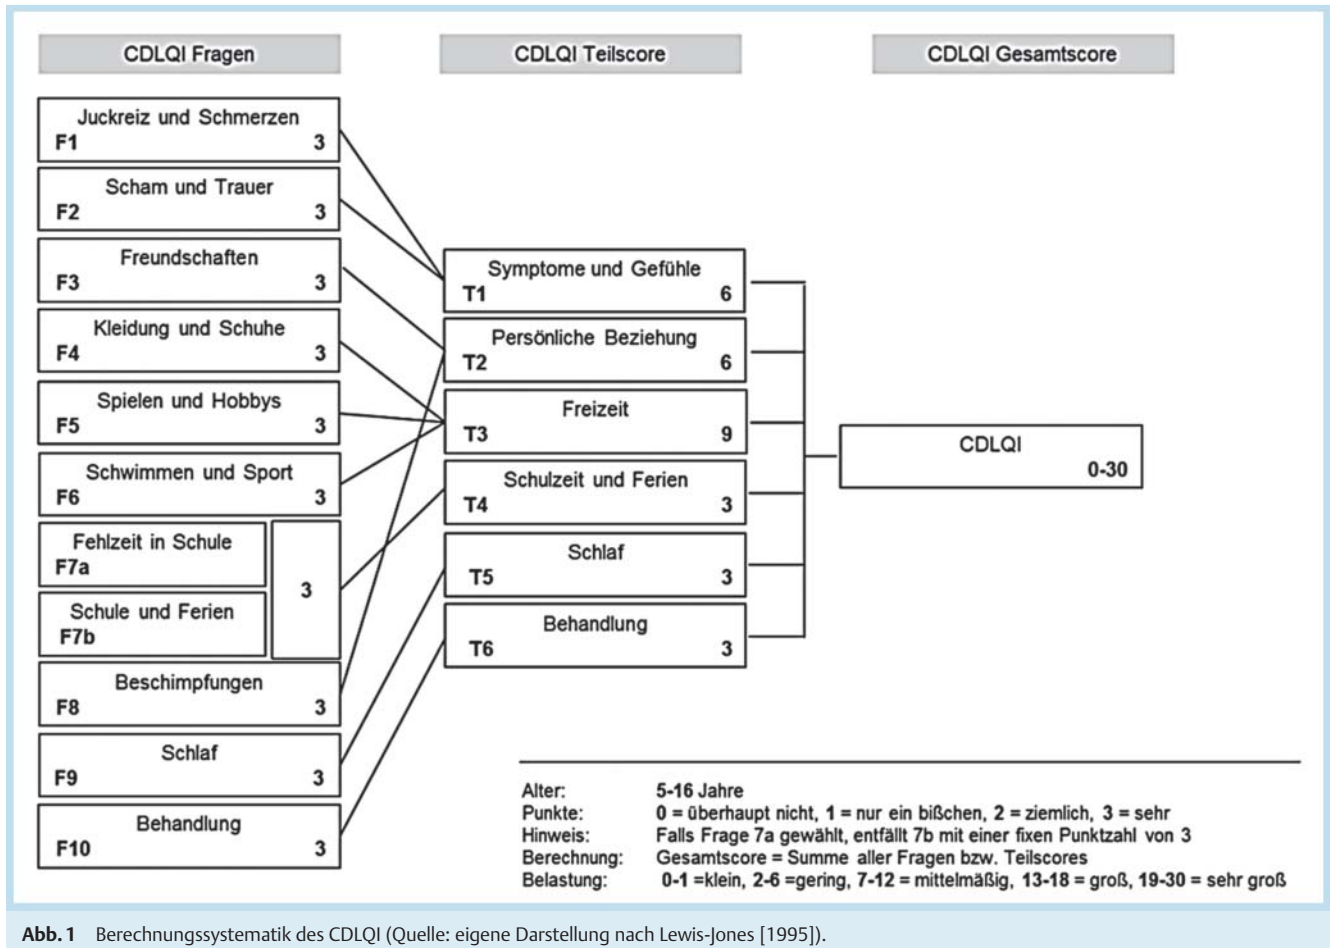 CDLQI Fragen
CDLQI Teilscore
CDLQI Gesamtscore
Juckreiz und Schmerzen
F1 3
Scham und Trauer
F2 3
Freundschaften
F3 3
Kleidung und Schuhe
F4 3
Spielen und Hobbys
F5 3
Schwimmen und Sport
F6 3
Fehlzeit in Schule
F7a
3
Schule und Ferien
F7b
Beschimpfungen
F8 3
Schlaf
F9 3
Behandlung
F10 3
Symptome und Gefühle
T1 6
Persönliche Beziehung
T2 6
Freizeit
T3 9
Schulzeit und Ferien
T4 3
Schlaf
T5 3
Behandlung
T6 3
CDLQI
0-30
Alter: 5-16 Jahre
Punkte: 0 = überhaupt nicht, 1 = nur ein bißchen, 2 = ziemlich, 3 = sehr
Hinweis: Falls Frage 7a gewählt, entfällt 7b mit einer fixen Punktzahl von 3
Berechnung: Gesamtscore = Summe aller Fragen bzw. Teilscores
Belastung: 0-1 =klein, 2-6 =gering, 7-12 = mittelmäßig, 13-18 = groß, 19-30 = sehr groß
Abb. 1 Berechnungssystematik des CDLQI (Quelle: eigene Darstellung nach Lewis-Jones [1995]).